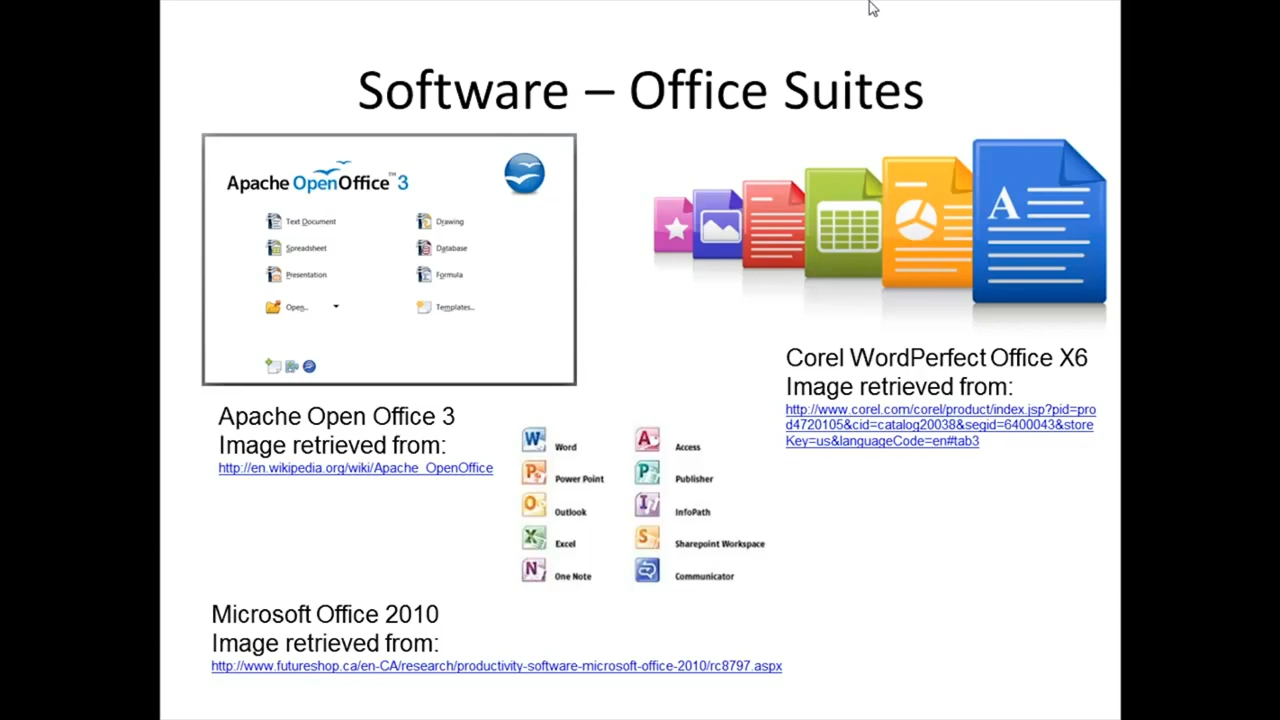 Software – Office Suites
Apache OpenOffice™ 3
Text Document
Drawing
Spreadsheet
Database
Presentation
Formula
Open...
Templates...
A
Corel WordPerfect Office X6
Image retrieved from:
http://www.corel.com/corel/product/index.jsp?pid=pro
d4720105&cid=catalog20038&segid=6400043&store
Key=us&languageCode=en#tab3
Apache Open Office 3
Image retrieved from:
http://en.wikipedia.org/wiki/Apache_OpenOffice
W Word
A Access
P Power Point
P Publisher
O Outlook
I InfoPath
X Excel
S Sharepoint Workspace
N One Note
Communicator
Microsoft Office 2010
Image retrieved from:
http://www.futureshop.ca/en-CA/research/productivity-software-microsoft-office-2010/rc8797.aspx